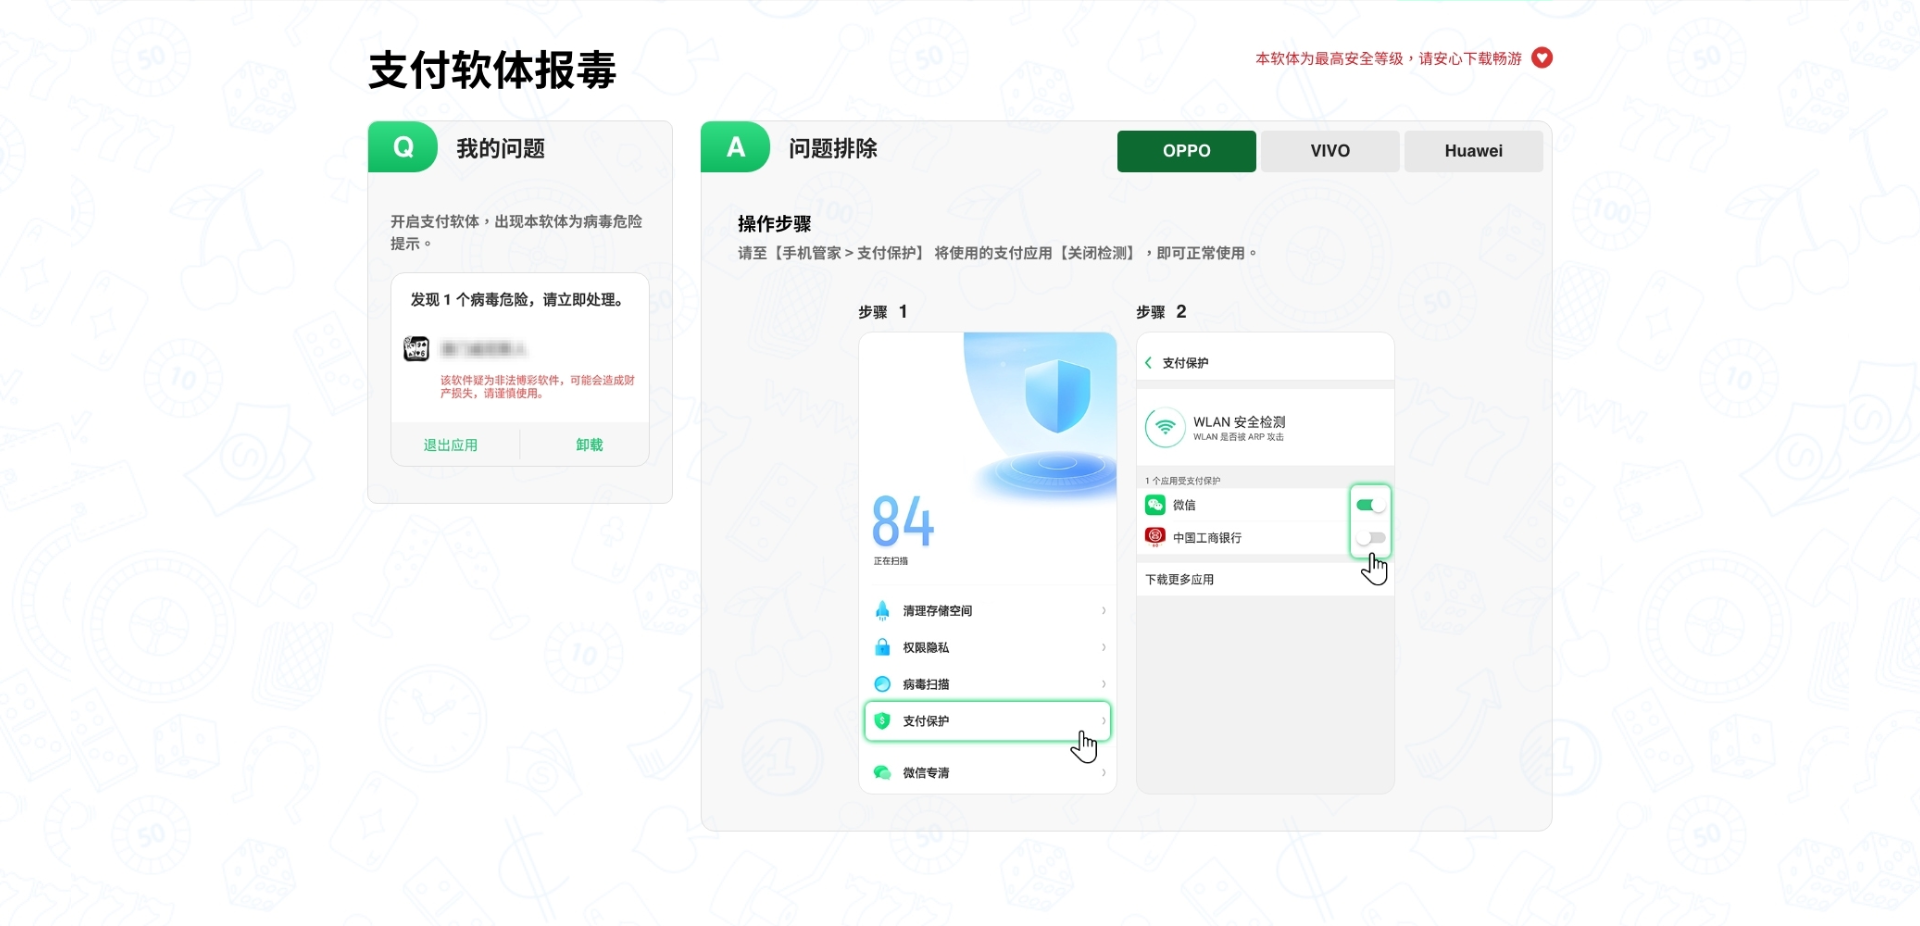 支付软体报毒
本软体为最高安全等级，请安心下载畅游
Q 我的问题
开启支付软体，出现本软体为病毒危险
提示。
发现 1 个病毒危险，请立即处理。
该软件疑为非法博彩软件，可能会造成财
产损失，请谨慎使用。
退出应用 卸载
A 问题排除
OPPO VIVO Huawei
操作步骤
请至【手机管家 > 支付保护】 将使用的支付应用【关闭检测】，即可正常使用。
步骤 1
84
正在扫描
清理存储空间
权限隐私
病毒扫描
支付保护
微信专清
步骤 2
支付保护
WLAN 安全检测
WLAN 是否被 ARP 攻击
1 个应用受支付保护
微信
中国工商银行
下载更多应用